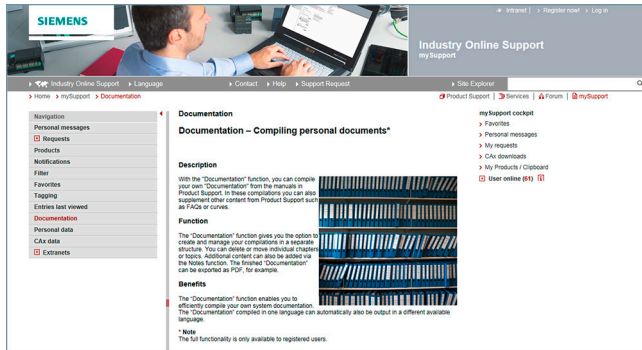 SIEMENS
Intranet | Register now! Log in
Industry Online Support
mySupport
Industry Online Support Language Contact Help Support Request Site Explorer
Home mySupport Documentation
Product Support | Services | Forum | mySupport
Navigation
Personal messages
Requests
Products
Notifications
Filter
Favorites
Tagging
Entries last viewed
Documentation
Personal data
CAx data
Extranets
Documentation
Documentation – Compiling personal documents*
Description
With the "Documentation" function, you can compile
your own "Documentation" from the manuals in
Product Support. In these compilations you can also
supplement other content from Product Support such
as FAQs or curves.
Function
The "Documentation" function gives you the option to
create and manage your compilations in a separate
structure. You can delete or move individual chapters
or topics. Additional content can also be added via
the Notes function. The finished "Documentation"
can be exported as PDF, for example.
Benefits
The "Documentation" function enables you to
efficiently compile your own system documentation.
The "Documentation" compiled in one language can automatically also be output in a different available
language.
* Note
The full functionality is only available to registered users.
mySupport cockpit
Favorites
Personal messages
My requests
CAx downloads
My Products / Clipboard
User online (61)